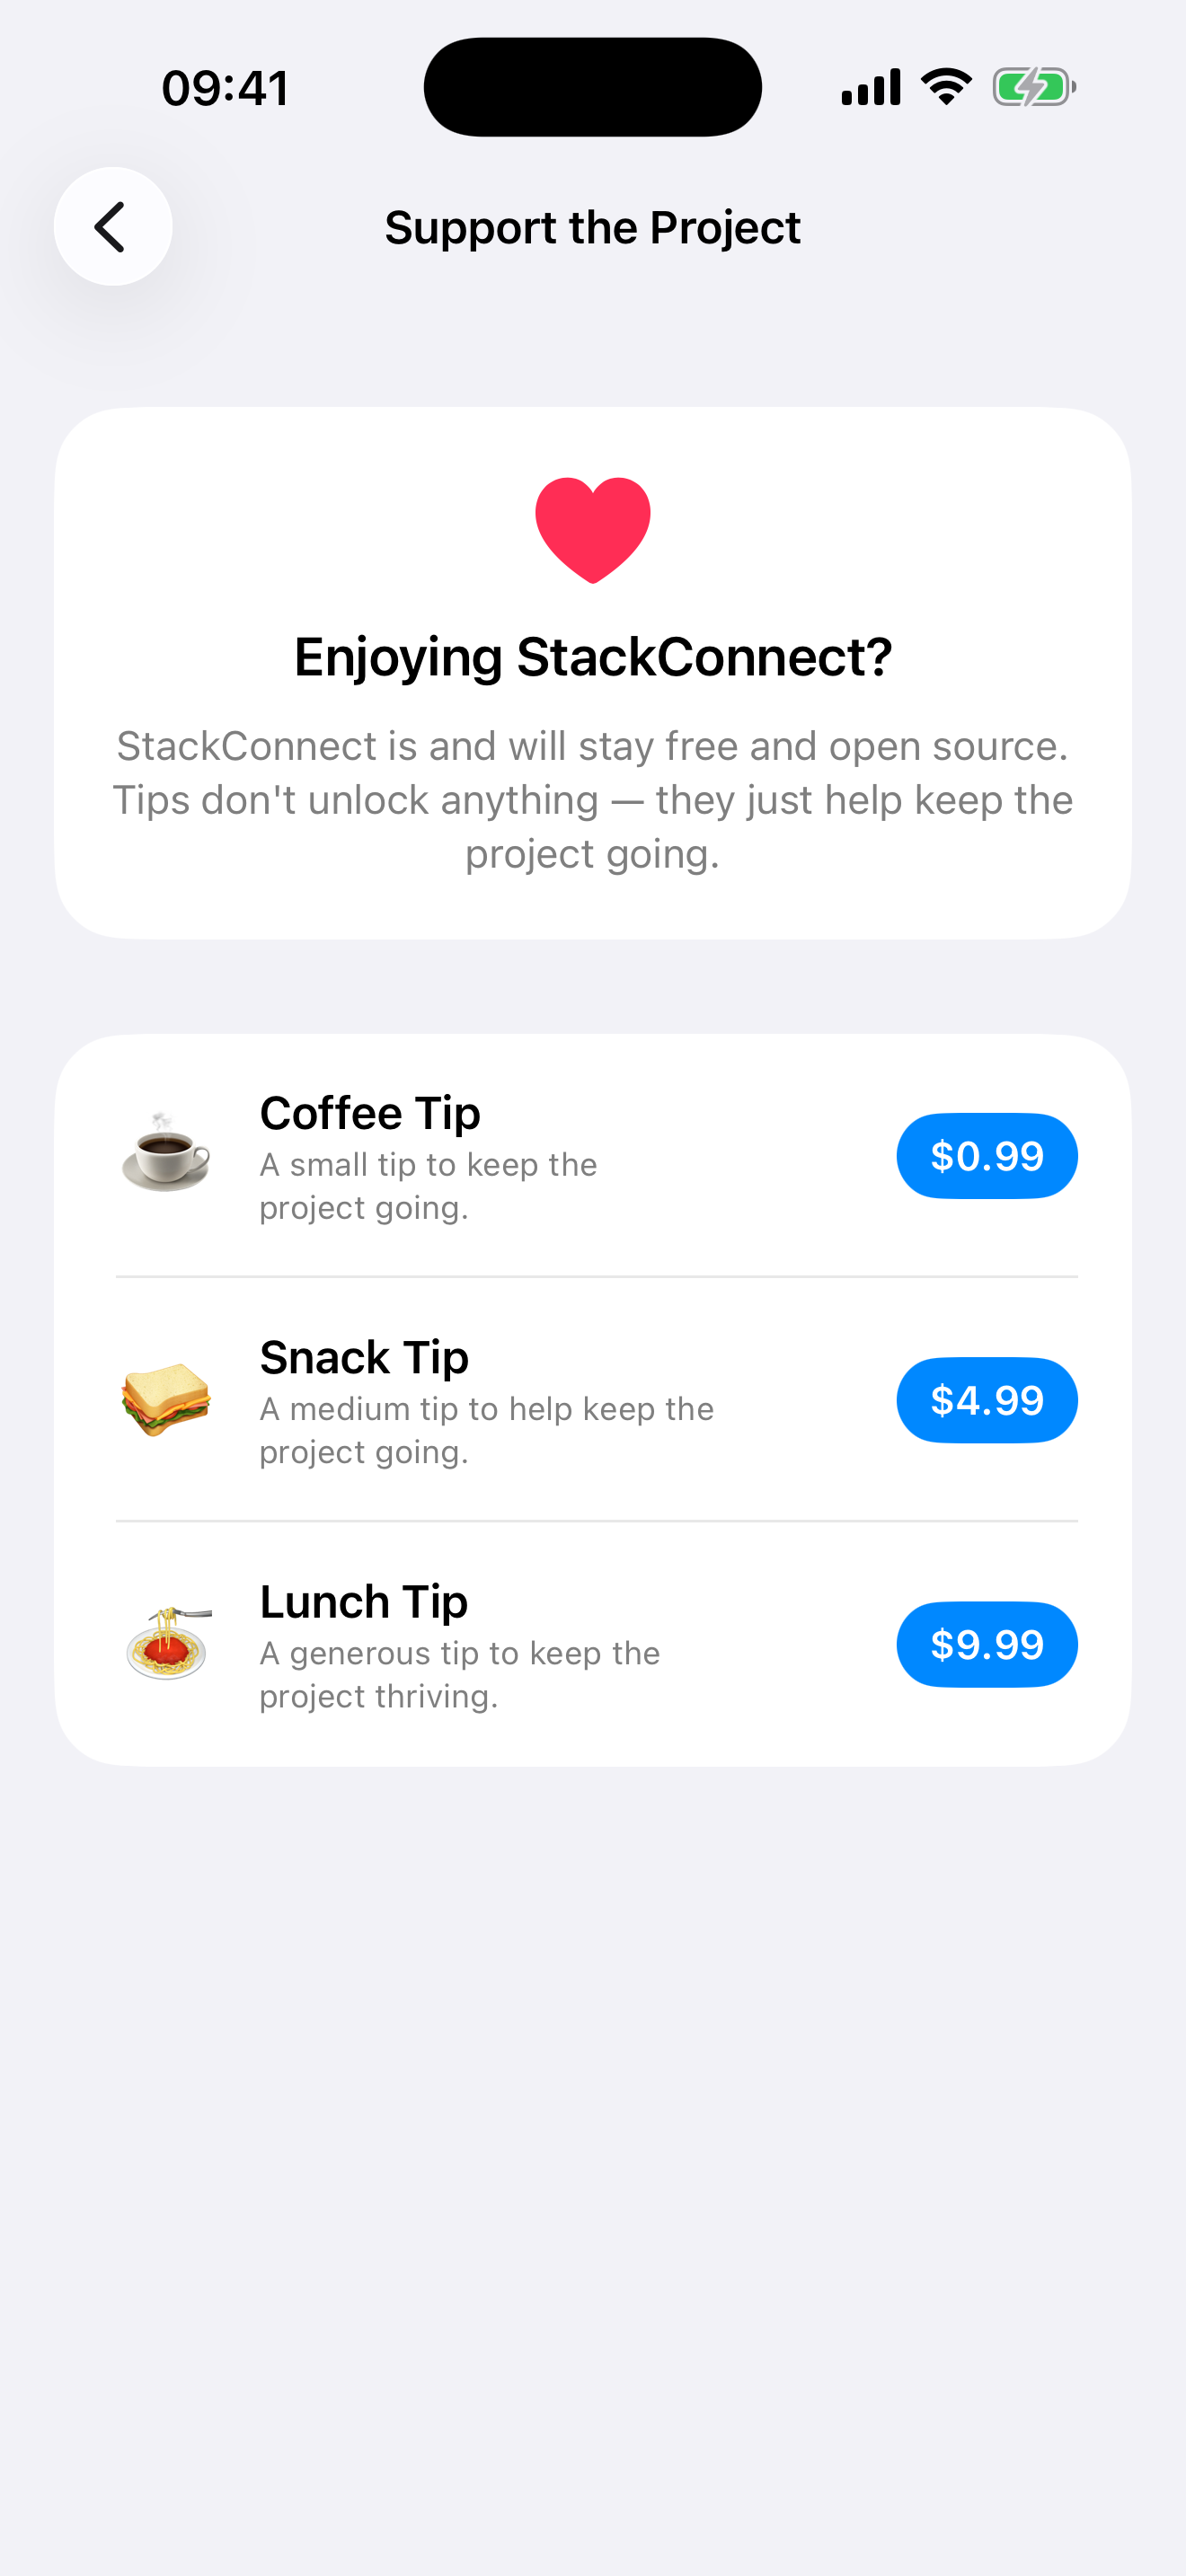 09:41
Support the Project
Enjoying StackConnect?
StackConnect is and will stay free and open source.
Tips don't unlock anything — they just help keep the
project going.
Coffee Tip
A small tip to keep the
project going.
$0.99
Snack Tip
A medium tip to help keep the
project going.
$4.99
Lunch Tip
A generous tip to keep the
project thriving.
$9.99